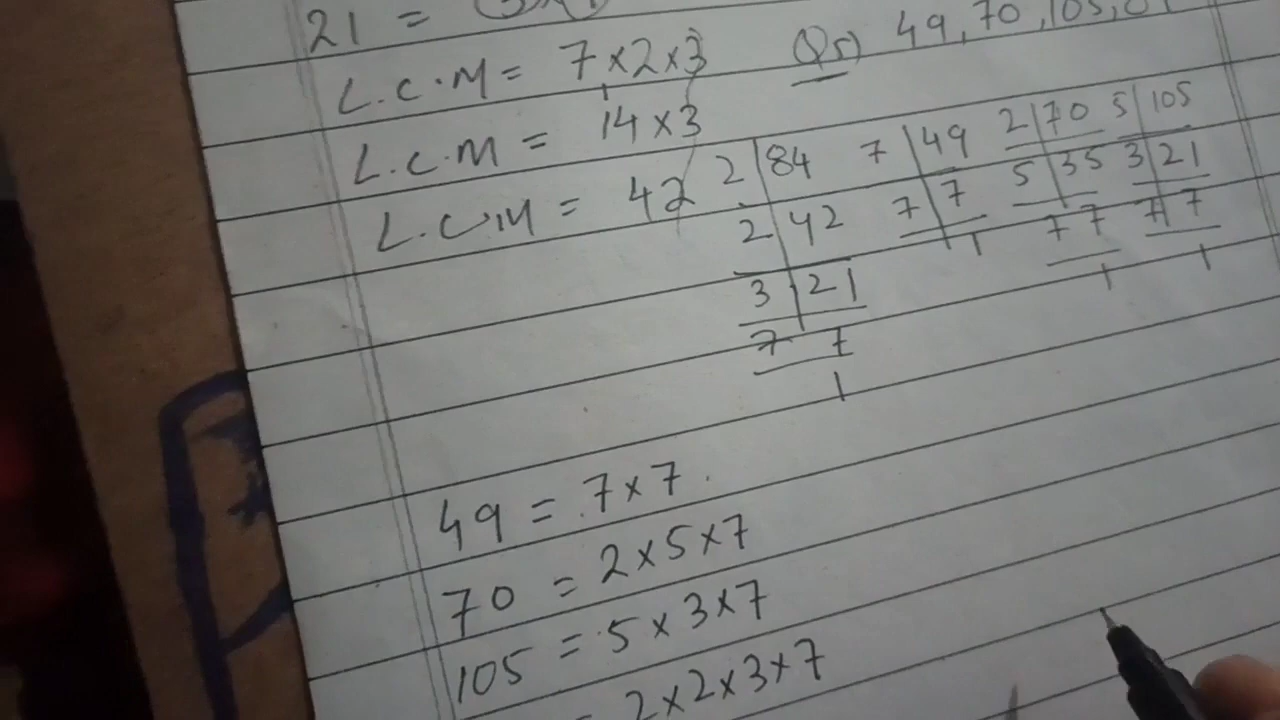 21 =
L.C.M = 7×2×3
L.C.M = 14×3
L.C.M = 42
Q5) 49, 70, 105,
2 84 7 49 2 70 5 105
2 42 7 7 5 35 3 21
3 21 1 7 7 7 7
7 7 1 1
1
49 = 7×7.
70 = 2×5×7
105 = 5×3×7
= 2×2×3×7